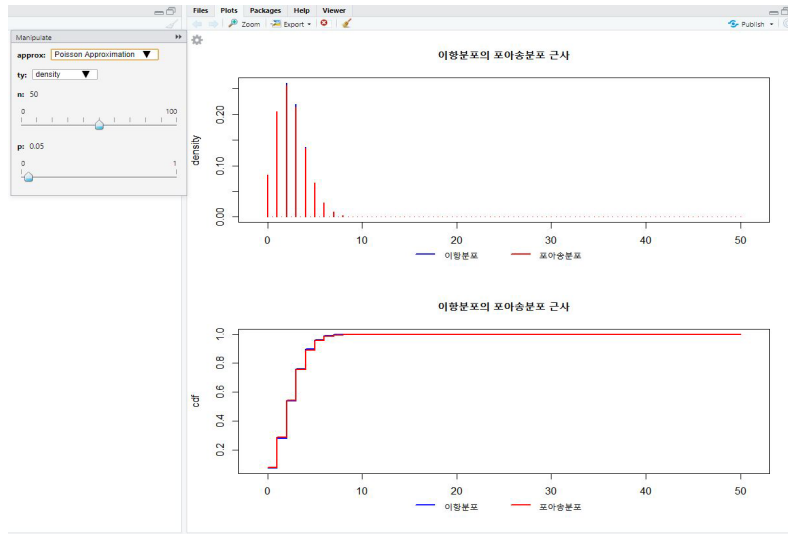 Files Plots Packages Help Viewer
Zoom Export Publish
Manipulate
approx: Poisson Approximation
ty: density
n: 50
0 100
p: 0.05
0 1
이항분포의 포아송분포 근사
density
0.20
0.10
0.00
0 10 20 30 40 50
이항분포 포아송분포
이항분포의 포아송분포 근사
cdf
1.0
0.8
0.6
0.4
0.2
0 10 20 30 40 50
이항분포 포아송분포